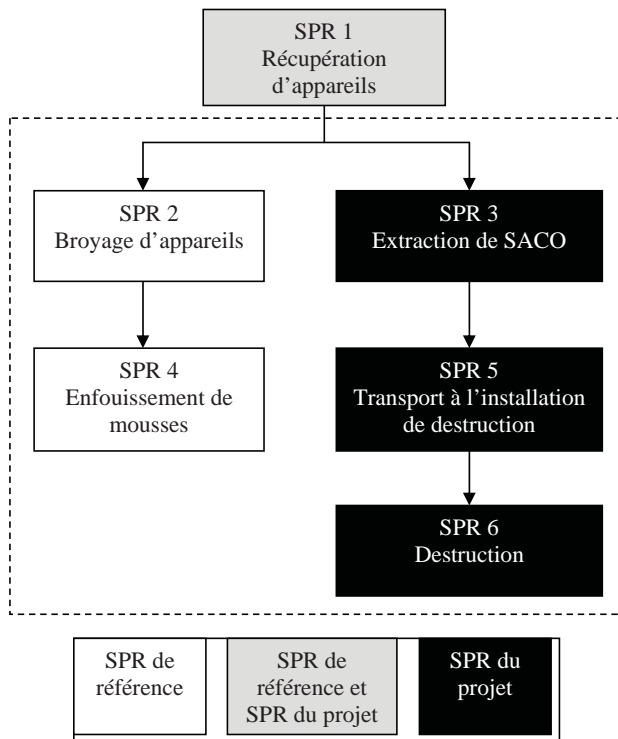 SPR 1
Récupération
d’appareils
SPR 2
Broyage d’appareils
SPR 3
Extraction de SACO
SPR 4
Enfouissement de
mousses
SPR 5
Transport à l’installation
de destruction
SPR 6
Destruction
SPR de
référence
SPR de
référence et
SPR du projet
SPR du
projet